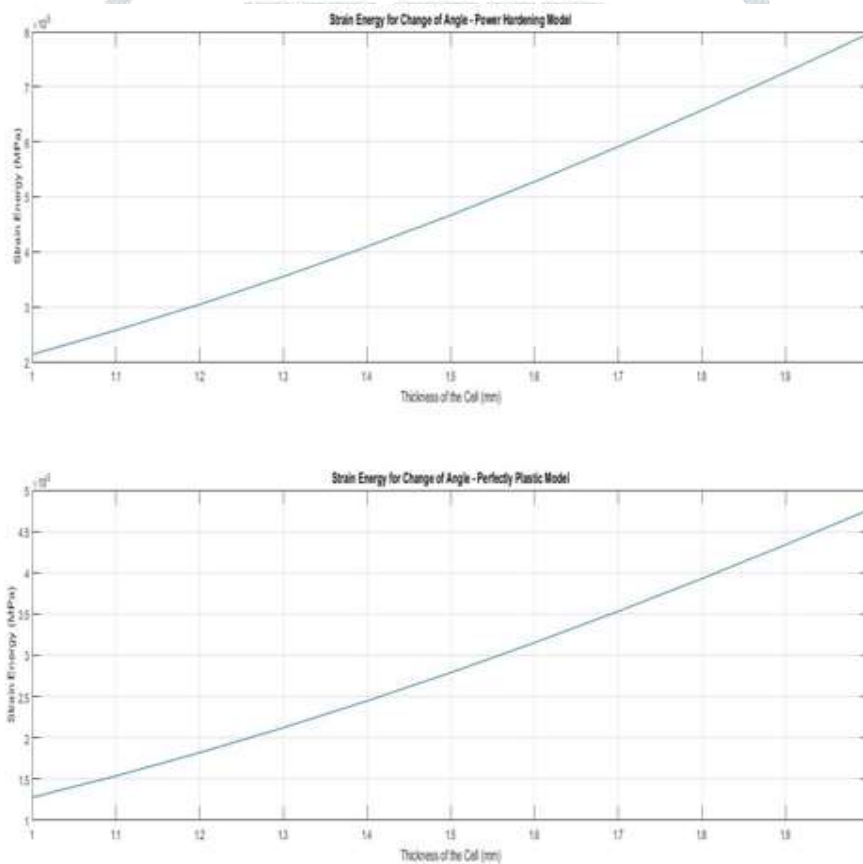 Strain Energy for Change of Angle - Power Hardening Model
8
7
6
5
4
3
2
Strain Energy (MPa)
1 1.1 1.2 1.3 1.4 1.5 1.6 1.7 1.8 1.9
Thickness of the Cell (mm)
Strain Energy for Change of Angle - Perfectly Plastic Model
5
4.5
4
3.5
3
2.5
2
1.5
1
Strain Energy (MPa)
1 1.1 1.2 1.3 1.4 1.5 1.6 1.7 1.8 1.9
Thickness of the Cell (mm)